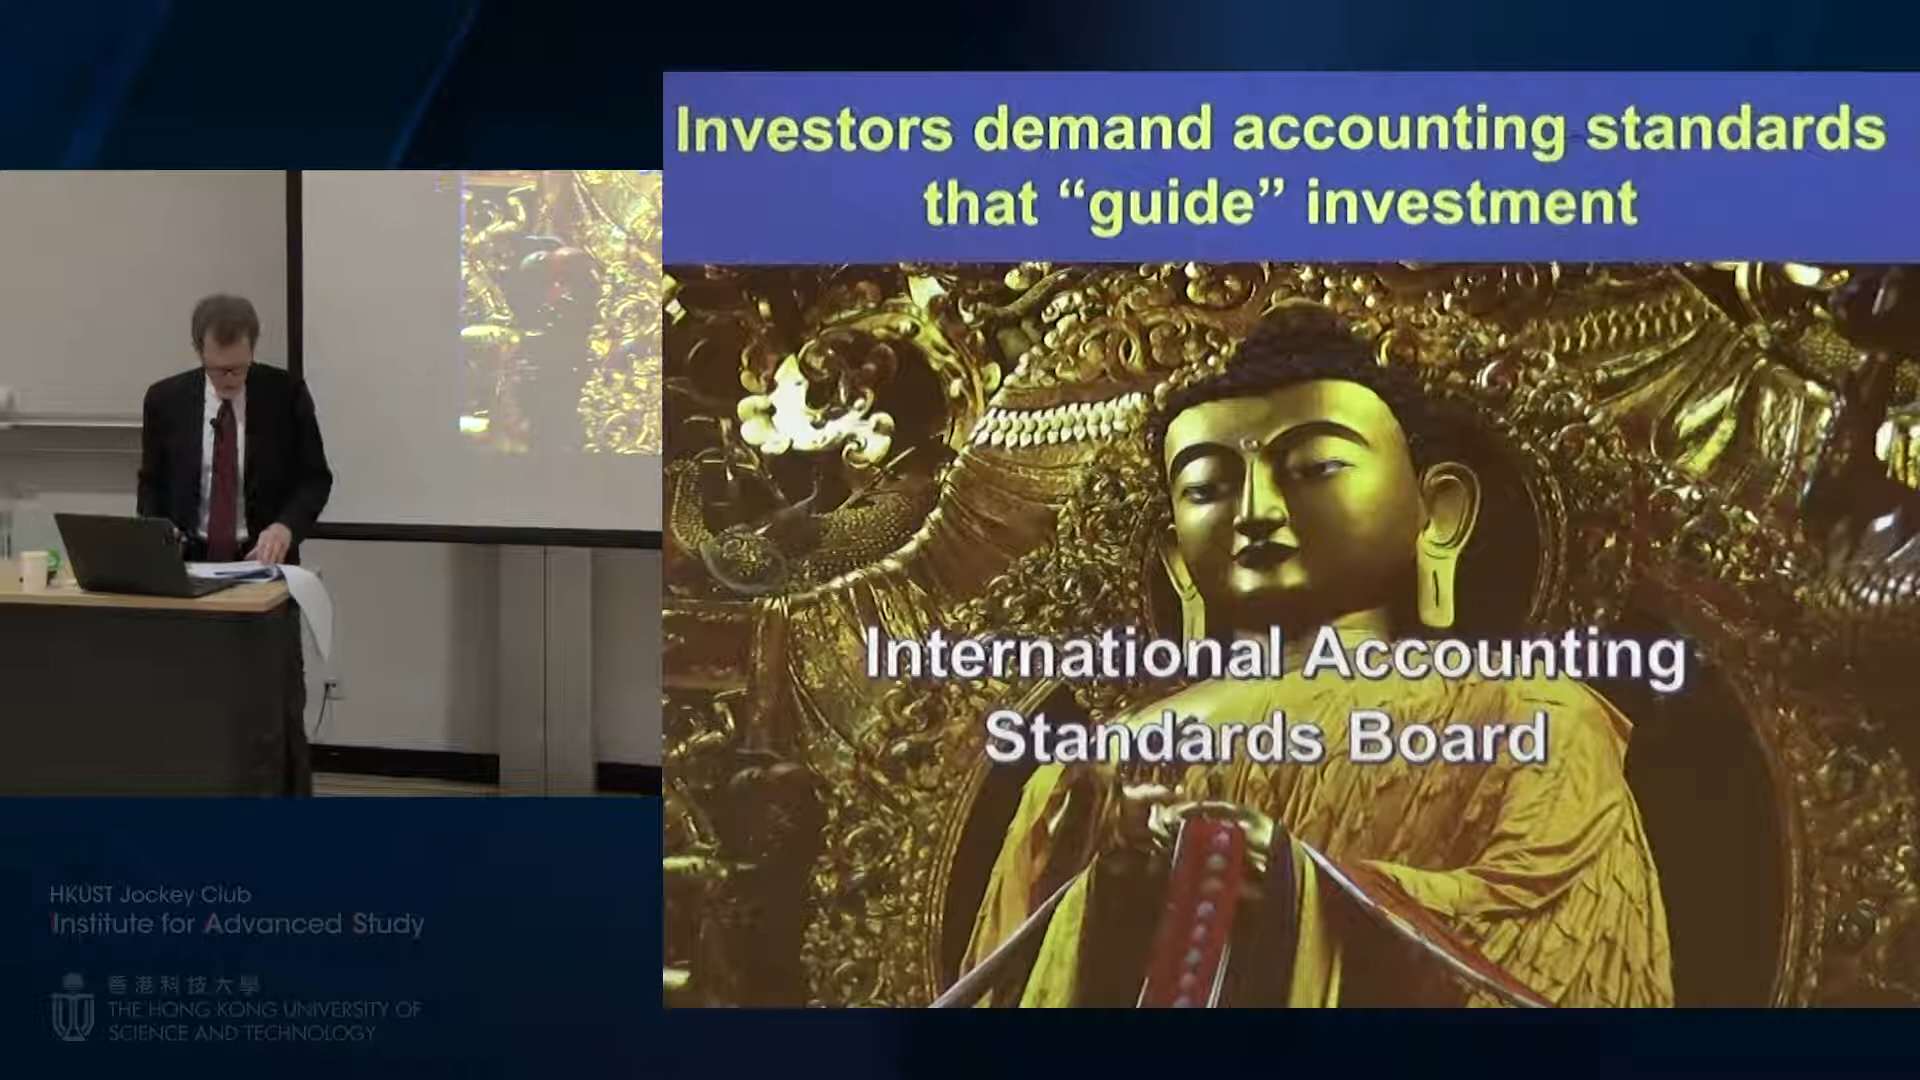 Investors demand accounting standards
that “guide” investment
International Accounting
Standards Board
HKUST Jockey Club
Institute for Advanced Study
香港科技大學
THE HONG KONG UNIVERSITY OF
SCIENCE AND TECHNOLOGY